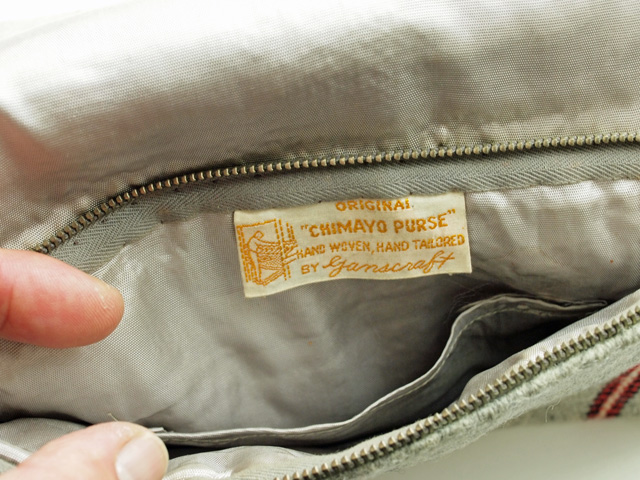 ORIGINAL
"CHIMAYO PURSE"
HAND WOVEN, HAND TAILORED
BY Ganscraft